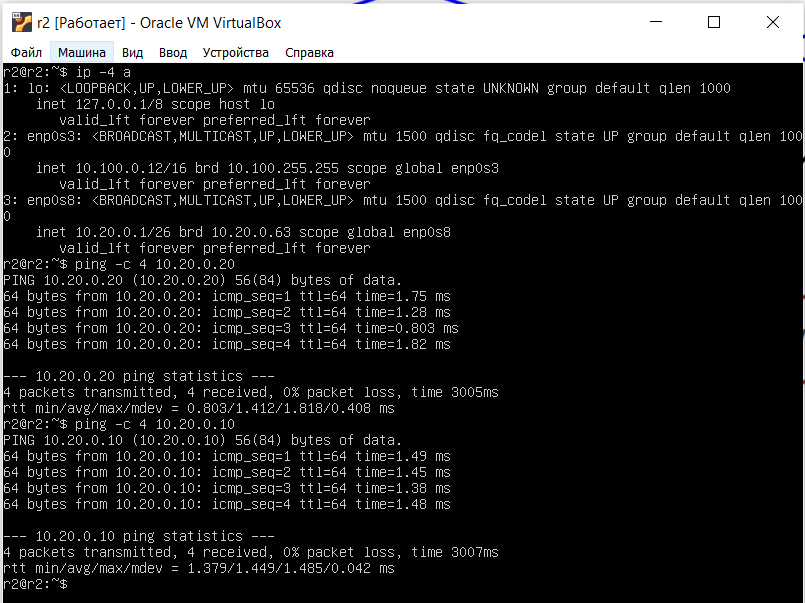 r2 [Работает] - Oracle VM VirtualBox
Файл Машина Вид Ввод Устройства Справка
r2@r2:~$ ip -4 a
1: lo: <LOOPBACK,UP,LOWER_UP> mtu 65536 qdisc noqueue state UNKNOWN group default qlen 1000
    inet 127.0.0.1/8 scope host lo
       valid_lft forever preferred_lft forever
2: enp0s3: <BROADCAST,MULTICAST,UP,LOWER_UP> mtu 1500 qdisc fq_codel state UP group default qlen 100
0
    inet 10.100.0.12/16 brd 10.100.255.255 scope global enp0s3
       valid_lft forever preferred_lft forever
3: enp0s8: <BROADCAST,MULTICAST,UP,LOWER_UP> mtu 1500 qdisc fq_codel state UP group default qlen 100
0
    inet 10.20.0.1/26 brd 10.20.0.63 scope global enp0s8
       valid_lft forever preferred_lft forever
r2@r2:~$ ping -c 4 10.20.0.20
PING 10.20.0.20 (10.20.0.20) 56(84) bytes of data.
64 bytes from 10.20.0.20: icmp_seq=1 ttl=64 time=1.75 ms
64 bytes from 10.20.0.20: icmp_seq=2 ttl=64 time=1.28 ms
64 bytes from 10.20.0.20: icmp_seq=3 ttl=64 time=0.803 ms
64 bytes from 10.20.0.20: icmp_seq=4 ttl=64 time=1.82 ms

--- 10.20.0.20 ping statistics ---
4 packets transmitted, 4 received, 0% packet loss, time 3005ms
rtt min/avg/max/mdev = 0.803/1.412/1.818/0.408 ms
r2@r2:~$ ping -c 4 10.20.0.10
PING 10.20.0.10 (10.20.0.10) 56(84) bytes of data.
64 bytes from 10.20.0.10: icmp_seq=1 ttl=64 time=1.49 ms
64 bytes from 10.20.0.10: icmp_seq=2 ttl=64 time=1.45 ms
64 bytes from 10.20.0.10: icmp_seq=3 ttl=64 time=1.38 ms
64 bytes from 10.20.0.10: icmp_seq=4 ttl=64 time=1.48 ms

--- 10.20.0.10 ping statistics ---
4 packets transmitted, 4 received, 0% packet loss, time 3007ms
rtt min/avg/max/mdev = 1.379/1.449/1.485/0.042 ms
r2@r2:~$